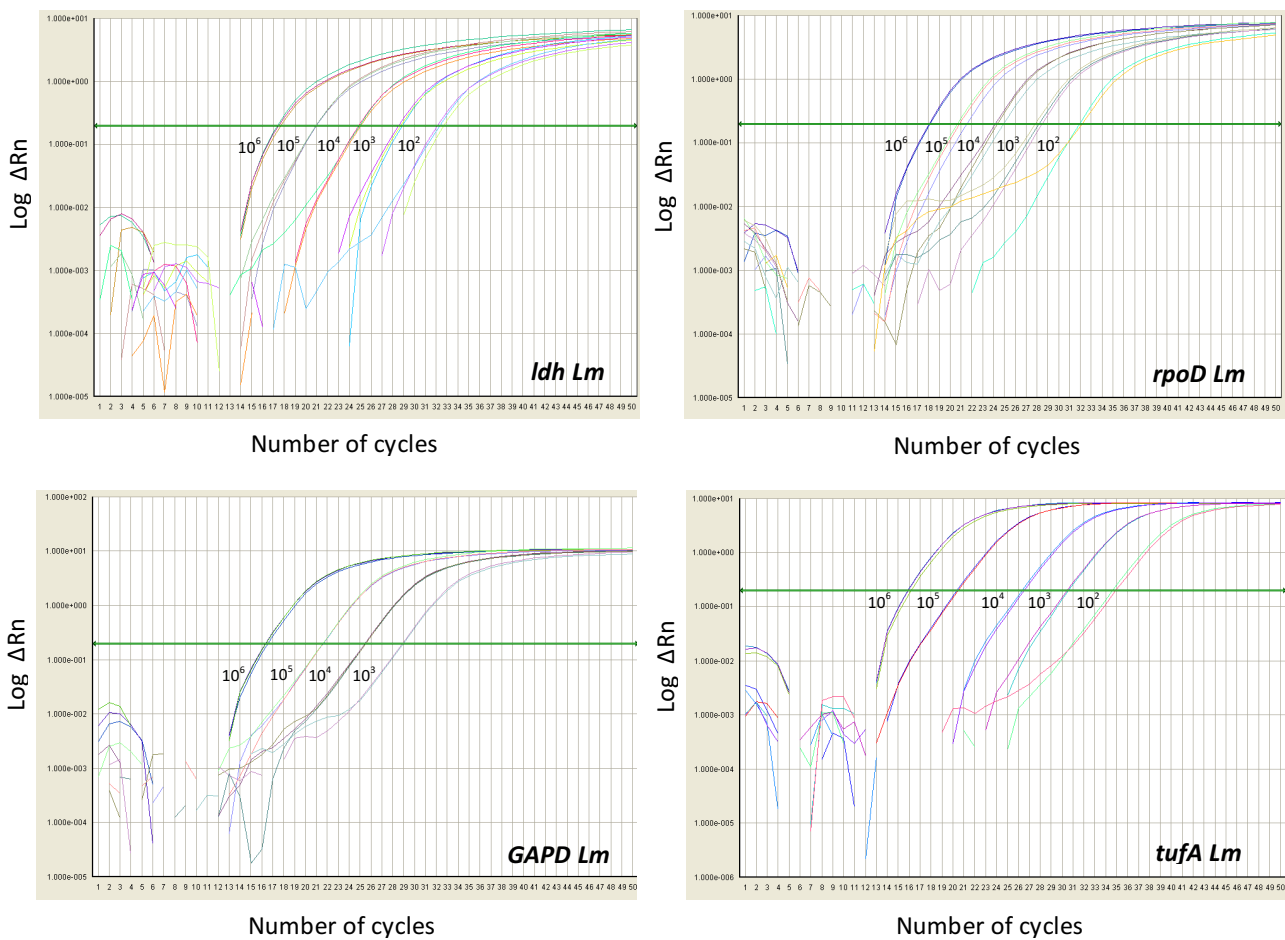 1.000e+001
1.000e+000
1.000e-001
1.000e-002
1.000e-003
1.000e-004
1.000e-005
Log ΔRn
10⁶ 10⁵ 10⁴ 10³ 10²
ldh Lm
1 2 3 4 5 6 7 8 9 10 11 12 13 14 15 16 17 18 19 20 21 22 23 24 25 26 27 28 29 30 31 32 33 34 35 36 37 38 39 40 41 42 43 44 45 46 47 48 49 50
Number of cycles
1.000e+001
1.000e+000
1.000e-001
1.000e-002
1.000e-003
1.000e-004
1.000e-005
Log ΔRn
10⁶ 10⁵ 10⁴ 10³ 10²
rpoD Lm
1 2 3 4 5 6 7 8 9 10 11 12 13 14 15 16 17 18 19 20 21 22 23 24 25 26 27 28 29 30 31 32 33 34 35 36 37 38 39 40 41 42 43 44 45 46 47 48 49 50
Number of cycles
1.000e+002
1.000e+001
1.000e+000
1.000e-001
1.000e-002
1.000e-003
1.000e-004
1.000e-005
Log ΔRn
10⁶ 10⁵ 10⁴ 10³
GAPD Lm
1 2 3 4 5 6 7 8 9 10 11 12 13 14 15 16 17 18 19 20 21 22 23 24 25 26 27 28 29 30 31 32 33 34 35 36 37 38 39 40 41 42 43 44 45 46 47 48 49 50
Number of cycles
1.000e+001
1.000e+000
1.000e-001
1.000e-002
1.000e-003
1.000e-004
1.000e-005
1.000e-006
Log ΔRn
10⁶ 10⁵ 10⁴ 10³ 10²
tufA Lm
1 2 3 4 5 6 7 8 9 10 11 12 13 14 15 16 17 18 19 20 21 22 23 24 25 26 27 28 29 30 31 32 33 34 35 36 37 38 39 40 41 42 43 44 45 46 47 48 49 50
Number of cycles